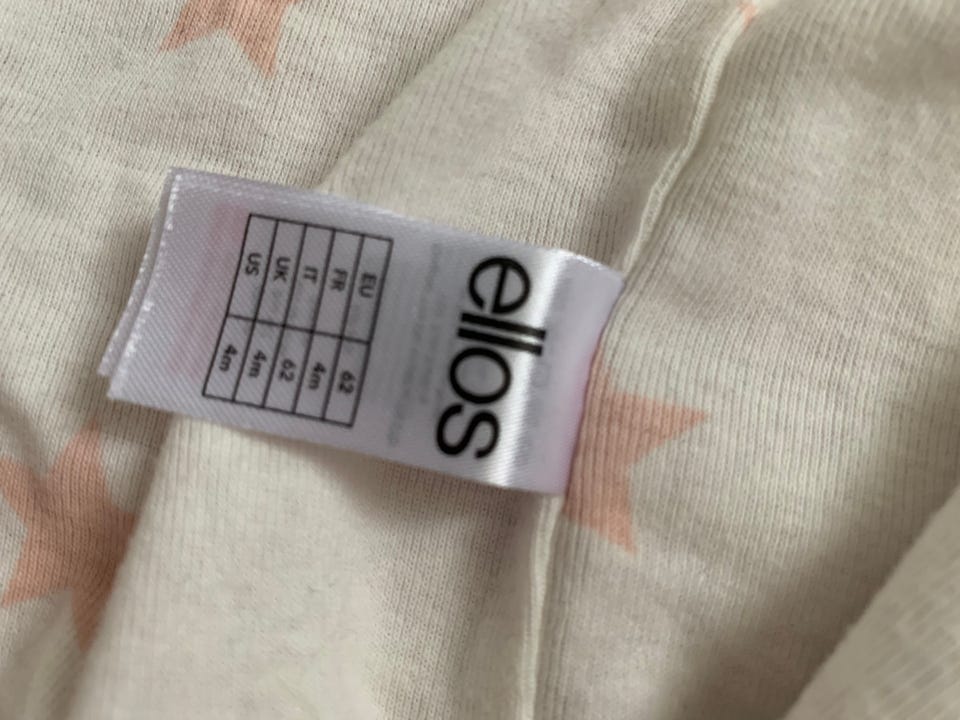 ellos
EU 62
FR 4m
IT 62
UK 4m
US 4m